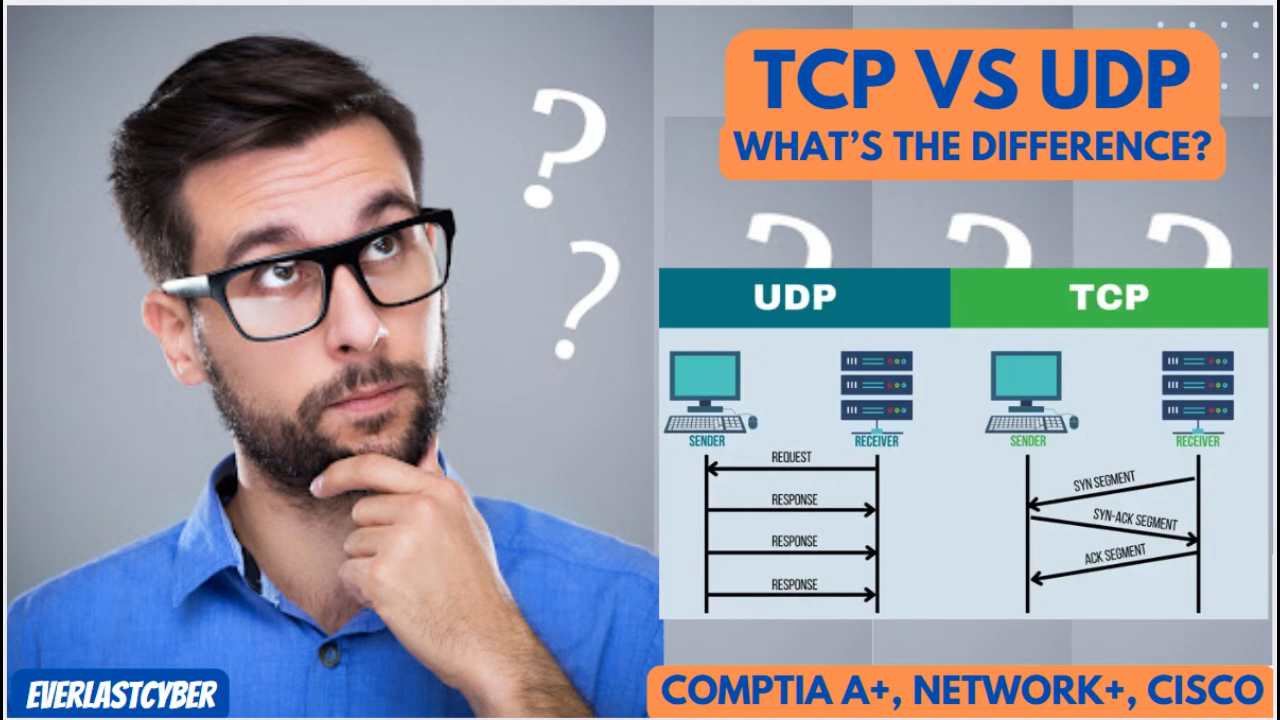 TCP VS UDP
WHAT'S THE DIFFERENCE?
?
?
? ? ?
UDP
TCP
SENDER
RECEIVER
SENDER
RECEIVER
REQUEST
RESPONSE
RESPONSE
RESPONSE
SYN SEGMENT
SYN-ACK SEGMENT
ACK SEGMENT
EVERLASTCYBER
COMPTIA A+, NETWORK+, CISCO